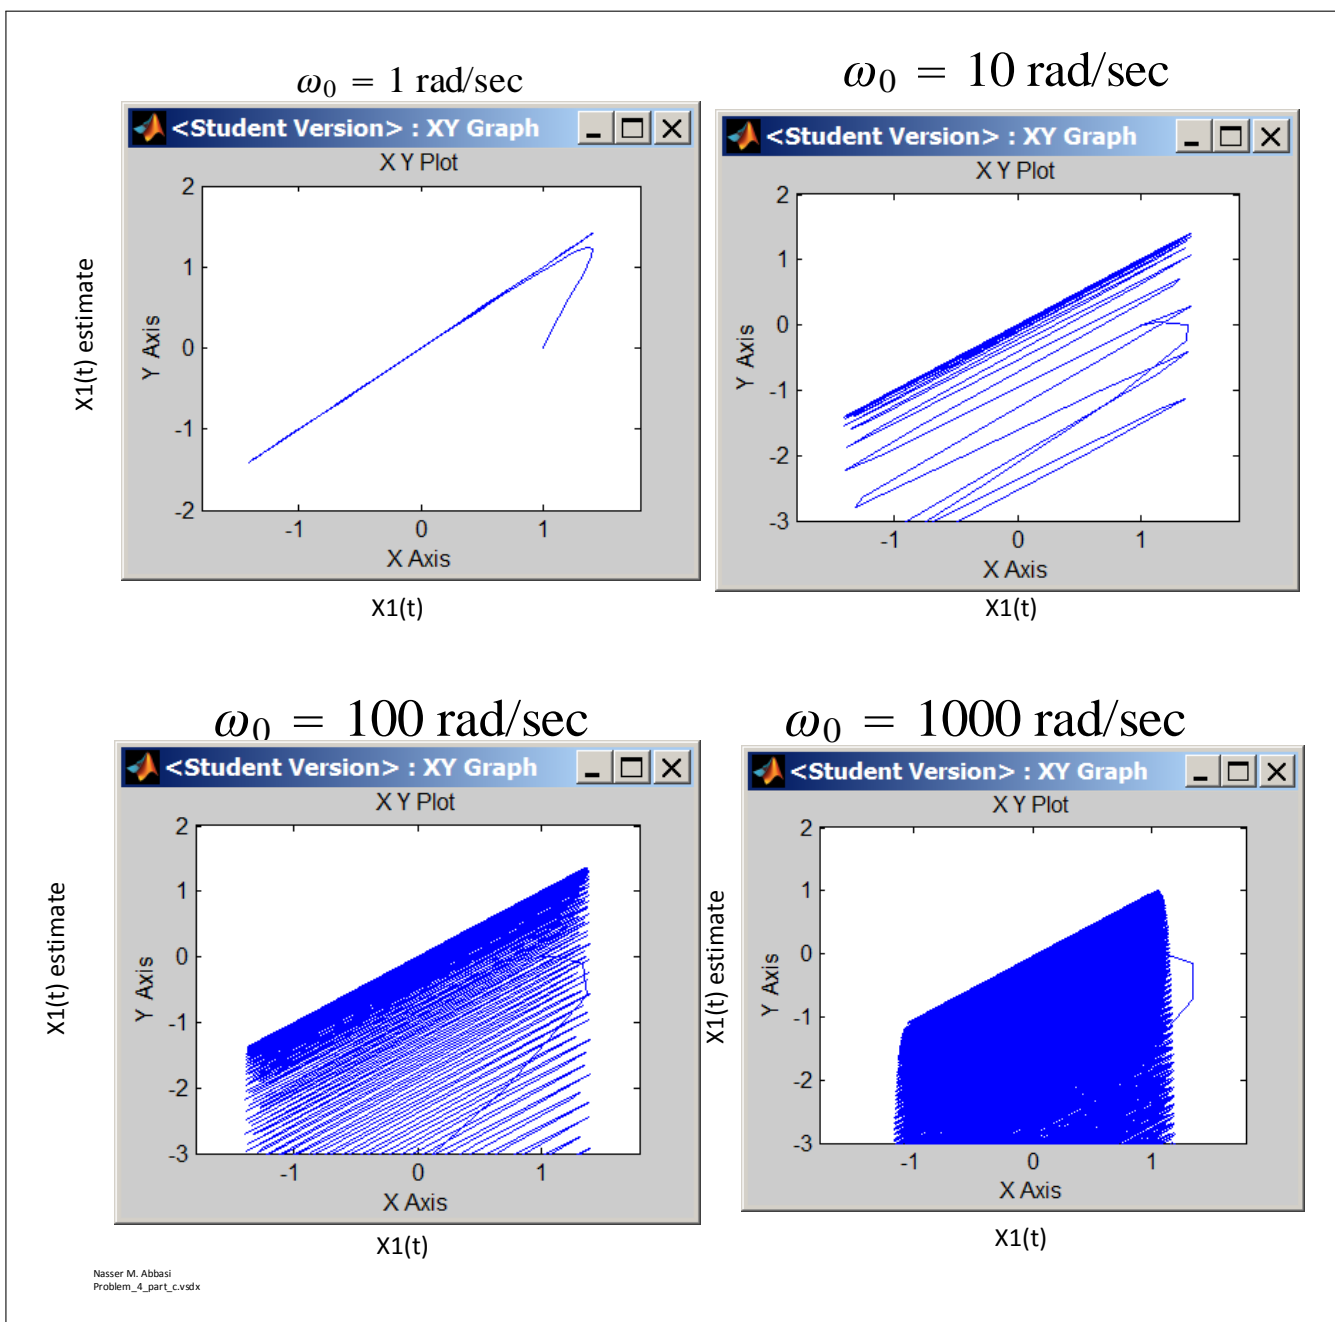 ω0 = 1 rad/sec
ω0 = 10 rad/sec
<Student Version> : XY Graph
X Y Plot
2
1
0
-1
-2
-1 0 1
Y Axis
X Axis
X1(t) estimate
X1(t)
<Student Version> : XY Graph
X Y Plot
2
1
0
-1
-2
-3
-1 0 1
Y Axis
X Axis
X1(t)
ω0 = 100 rad/sec
ω0 = 1000 rad/sec
<Student Version> : XY Graph
X Y Plot
2
1
0
-1
-2
-3
-1 0 1
Y Axis
X Axis
X1(t) estimate
X1(t)
<Student Version> : XY Graph
X Y Plot
2
1
0
-1
-2
-3
-1 0 1
Y Axis
X Axis
X1(t) estimate
X1(t)
Nasser M. Abbasi
Problem_4_part_c.vsdx